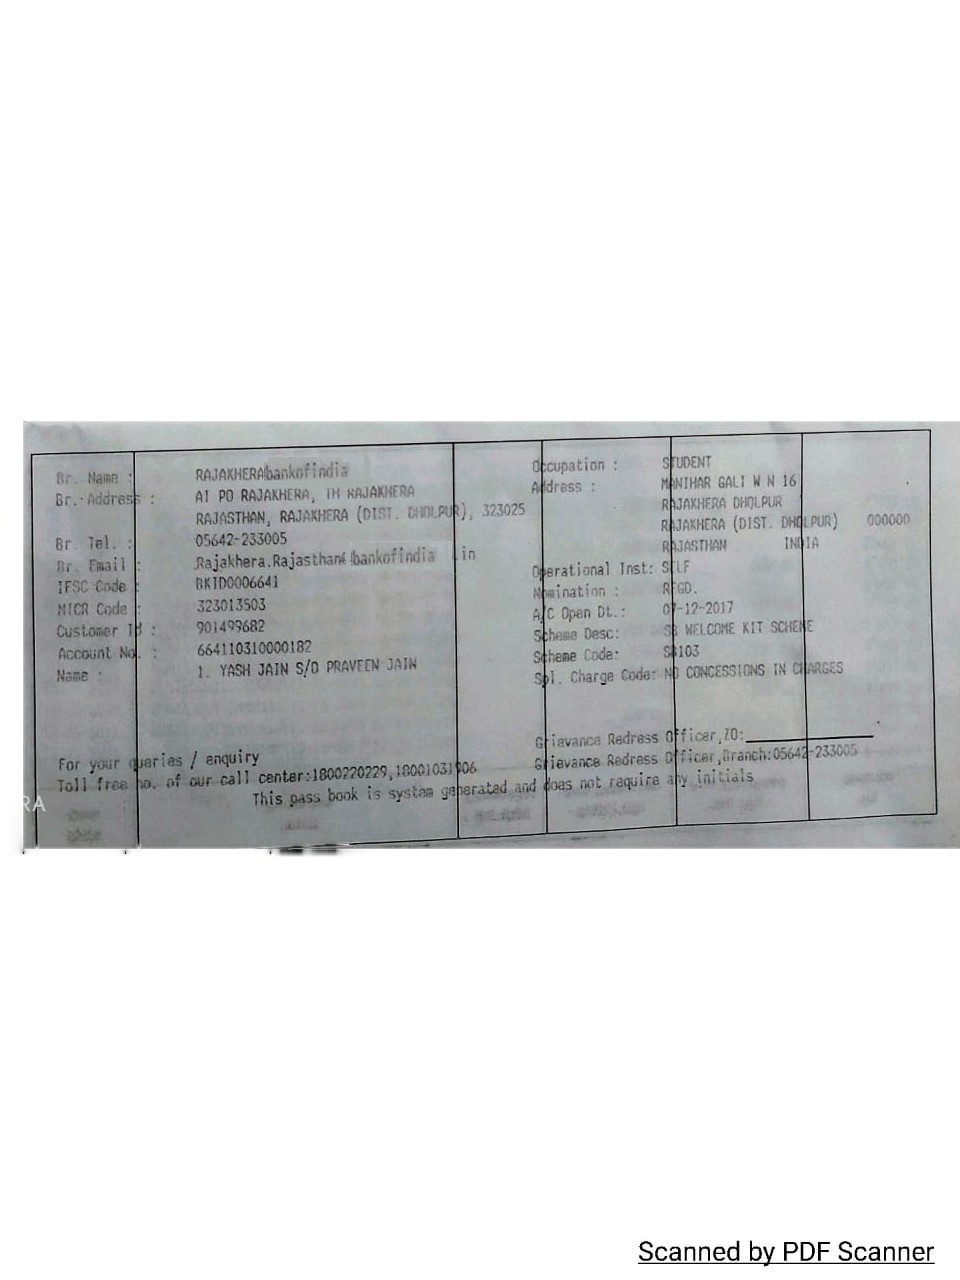 Br. Name : RAJAKHERAbankofindia
Br. Address : AT PO RAJAKHERA, TH RAJAKHERA
RAJASTHAN, RAJAKHERA (DIST. DHOLPUR), 323025
Br. Tel. : 05642-233005
Br. Email : Rajakhera.Rajasthan bankofindia .in
IFSC Code : BKID0006641
MICR Code : 323013503
Customer Id : 901499682
Account No. : 664110310000182
Name : 1. YASH JAIN S/O PRAVEEN JAIN
Occupation : STUDENT
Address : MANIHAR GALI W N 16
RAJAKHERA DHOLPUR
RAJAKHERA (DIST. DHOLPUR) 000000
RAJASTHAN INDIA
Operational Inst: SELF
Nomination : REGD.
A/C Open Dt.: 07-12-2017
Scheme Desc: SB WELCOME KIT SCHEME
Scheme Code: SB103
Spl. Charge Code: NO CONCESSIONS IN CHARGES
Grievance Redress Officer,ZO:
Grievance Redress Officer,Branch:05642-233005
For your queries / enquiry
Toll free no. of our call center:1800220229,18001031906
This pass book is system generated and does not require any initials
RA
Scanned by PDF Scanner